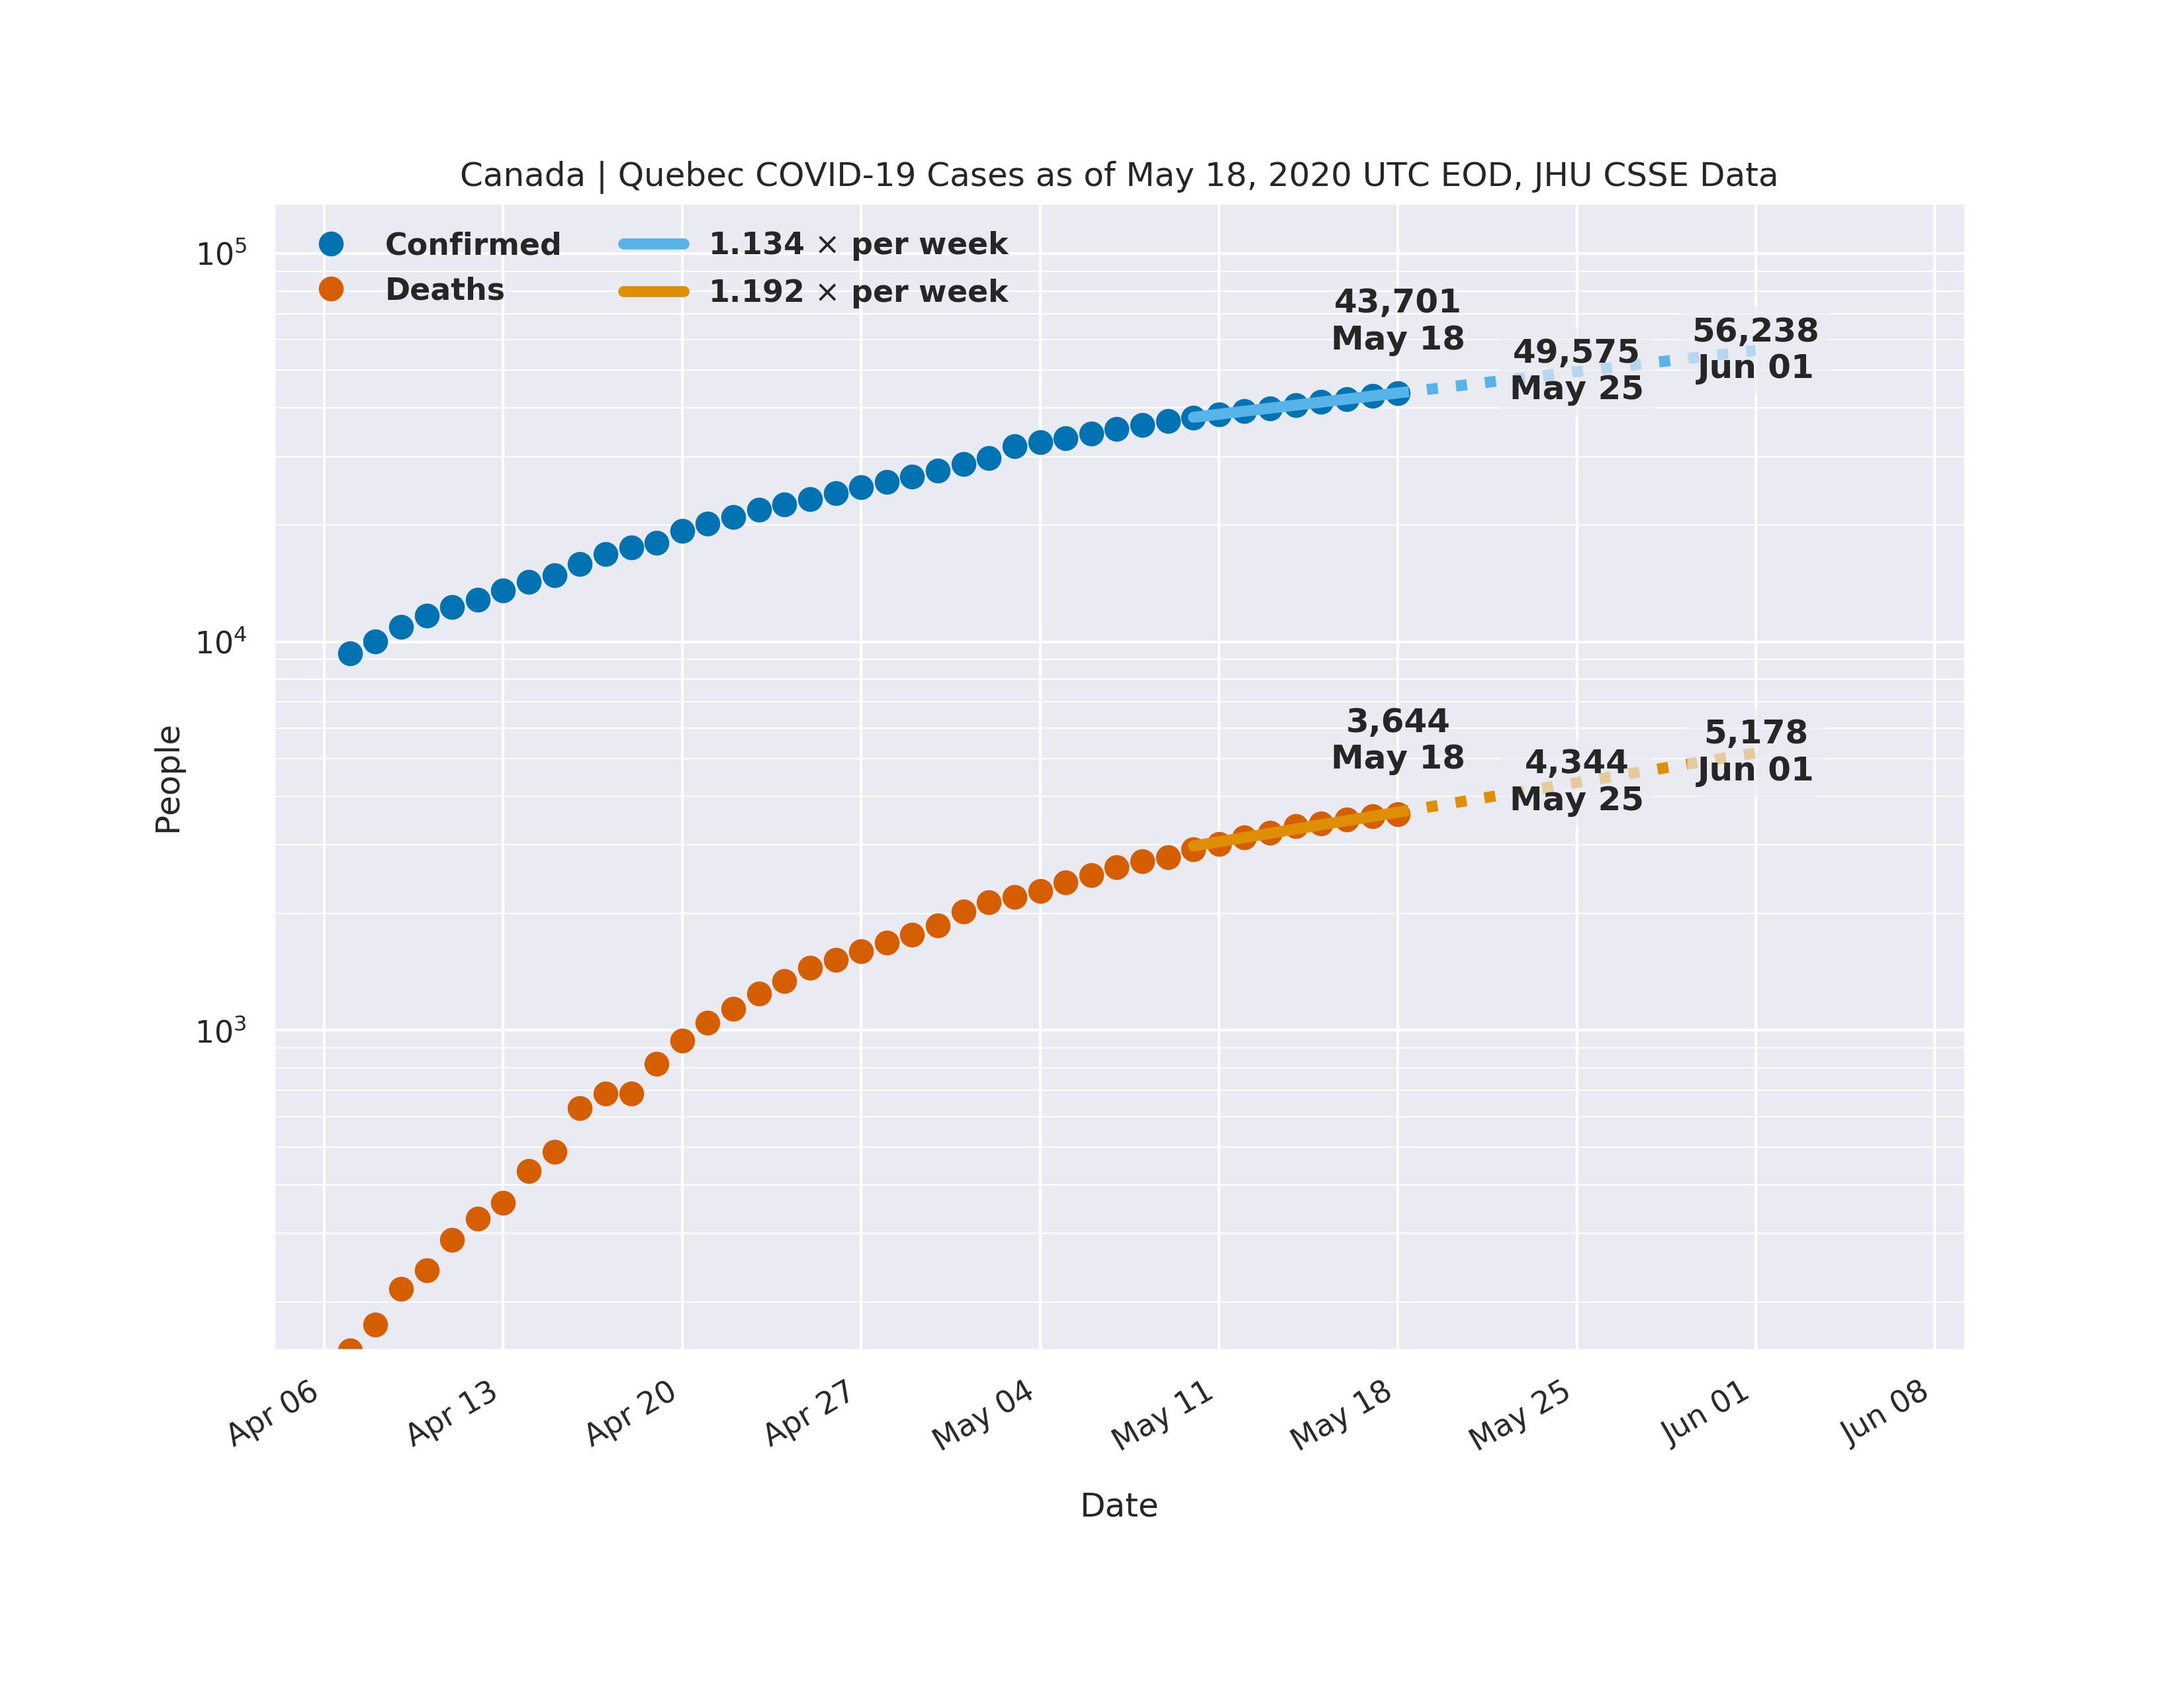 Canada | Quebec COVID-19 Cases as of May 18, 2020 UTC EOD, JHU CSSE Data
Confirmed
Deaths
1.134 × per week
1.192 × per week
10⁵
10⁴
10³
People
43,701
May 18
49,575
May 25
56,238
Jun 01
3,644
May 18
4,344
May 25
5,178
Jun 01
Apr 06
Apr 13
Apr 20
Apr 27
May 04
May 11
May 18
May 25
Jun 01
Jun 08
Date